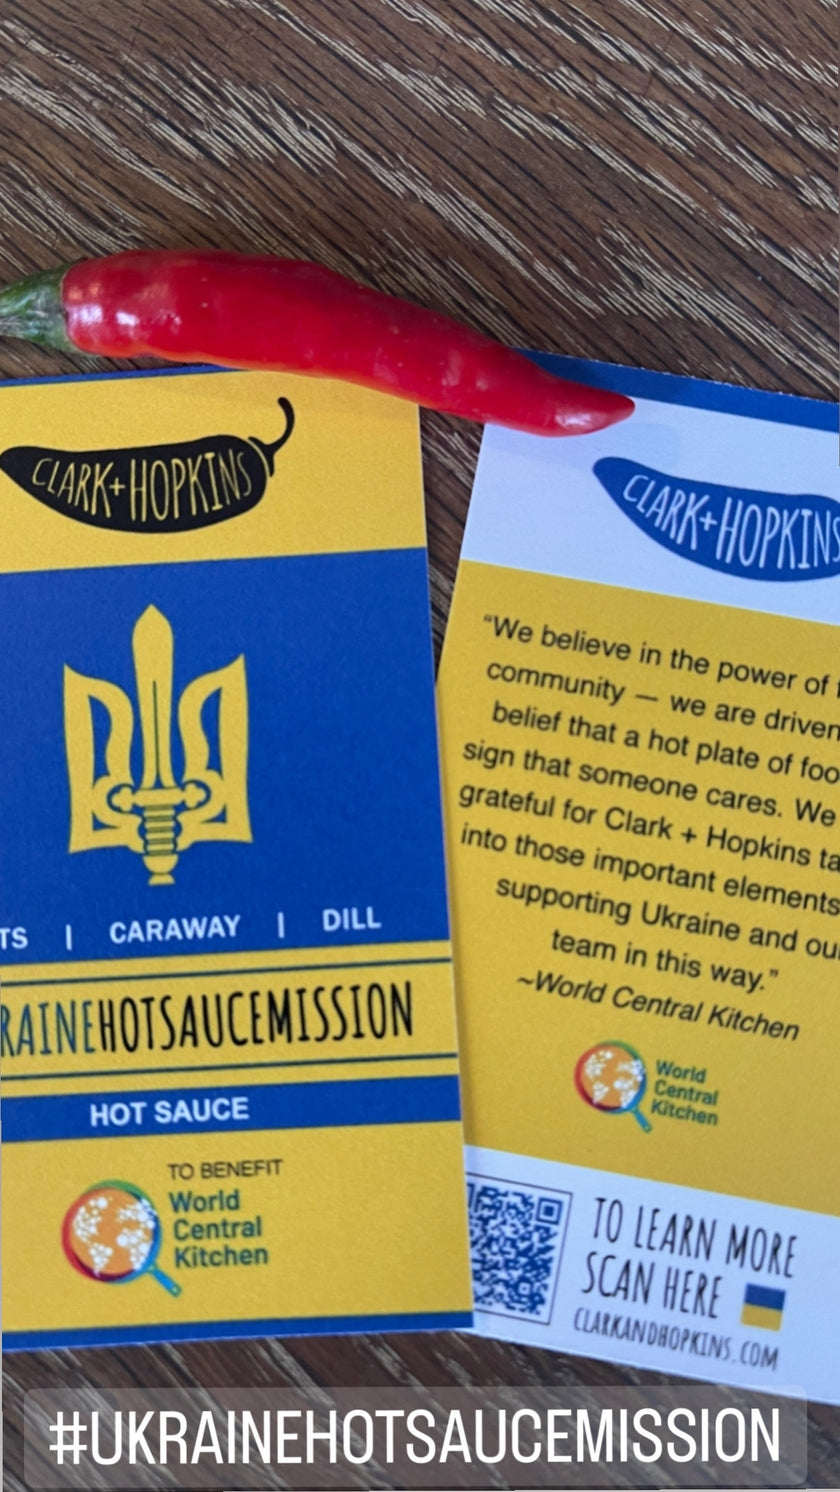 CLARK+HOPKINS
TS | CARAWAY | DILL
RAINEHOTSAUCEMISSION
HOT SAUCE
TO BENEFIT
World
Central
Kitchen
CLARK+HOPKINS
“We believe in the power of
community — we are driven
belief that a hot plate of foo
sign that someone cares. We
grateful for Clark + Hopkins ta
into those important elements
supporting Ukraine and ou
team in this way.”
~World Central Kitchen
World
Central
Kitchen
TO LEARN MORE
SCAN HERE
CLARKANDHOPKINS.COM
#UKRAINEHOTSAUCEMISSION